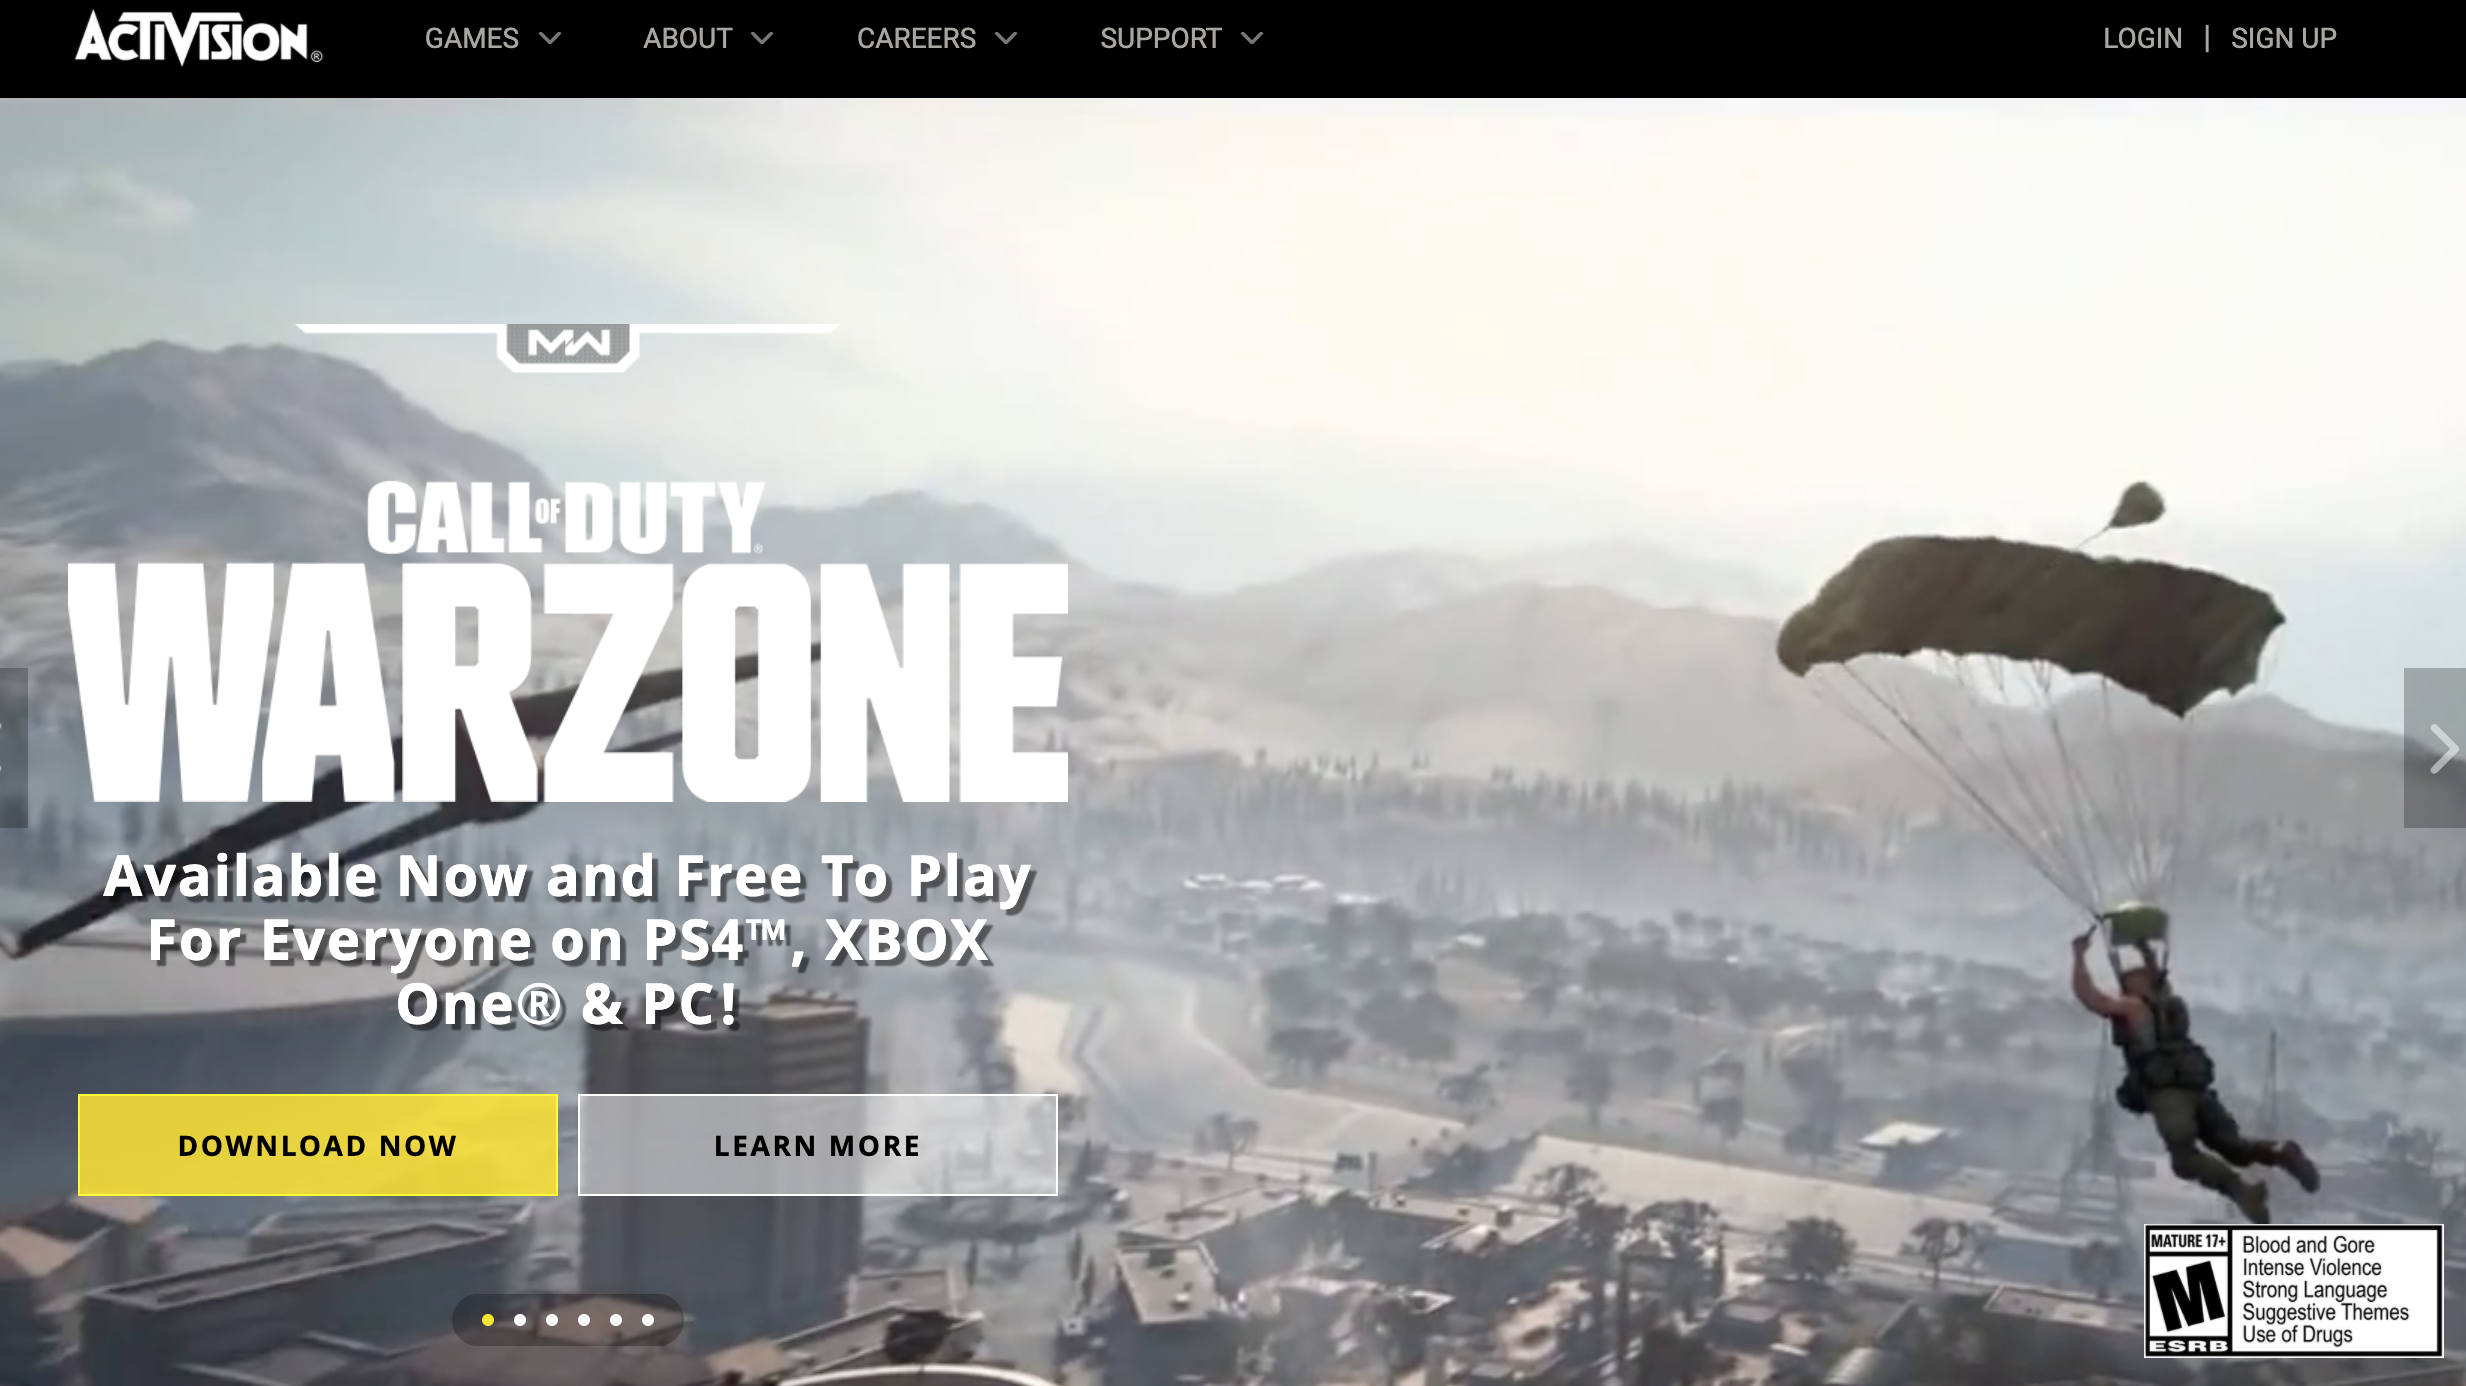 ACTIVISION®
GAMES
ABOUT
CAREERS
SUPPORT
LOGIN | SIGN UP
MW
CALL OF DUTY®
WARZONE
Available Now and Free To Play
For Everyone on PS4™, XBOX
One® & PC!
DOWNLOAD NOW
LEARN MORE
MATURE 17+
M
ESRB
Blood and Gore
Intense Violence
Strong Language
Suggestive Themes
Use of Drugs